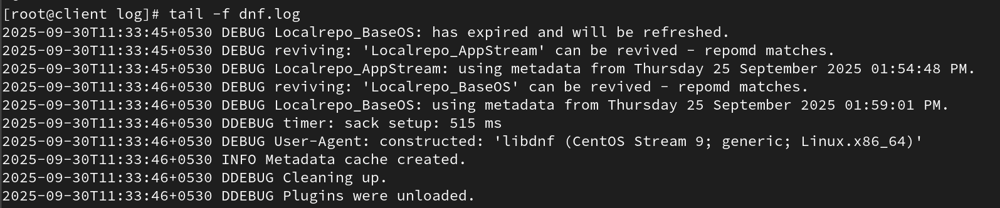 [root@client log]# tail -f dnf.log
2025-09-30T11:33:45+0530 DEBUG Localrepo_BaseOS: has expired and will be refreshed.
2025-09-30T11:33:45+0530 DEBUG reviving: 'Localrepo_AppStream' can be revived - repomd matches.
2025-09-30T11:33:45+0530 DEBUG Localrepo_AppStream: using metadata from Thursday 25 September 2025 01:54:48 PM.
2025-09-30T11:33:46+0530 DEBUG reviving: 'Localrepo_BaseOS' can be revived - repomd matches.
2025-09-30T11:33:46+0530 DEBUG Localrepo_BaseOS: using metadata from Thursday 25 September 2025 01:59:01 PM.
2025-09-30T11:33:46+0530 DDEBUG timer: sack setup: 515 ms
2025-09-30T11:33:46+0530 DEBUG User-Agent: constructed: 'libdnf (CentOS Stream 9; generic; Linux.x86_64)'
2025-09-30T11:33:46+0530 INFO Metadata cache created.
2025-09-30T11:33:46+0530 DDEBUG Cleaning up.
2025-09-30T11:33:46+0530 DDEBUG Plugins were unloaded.